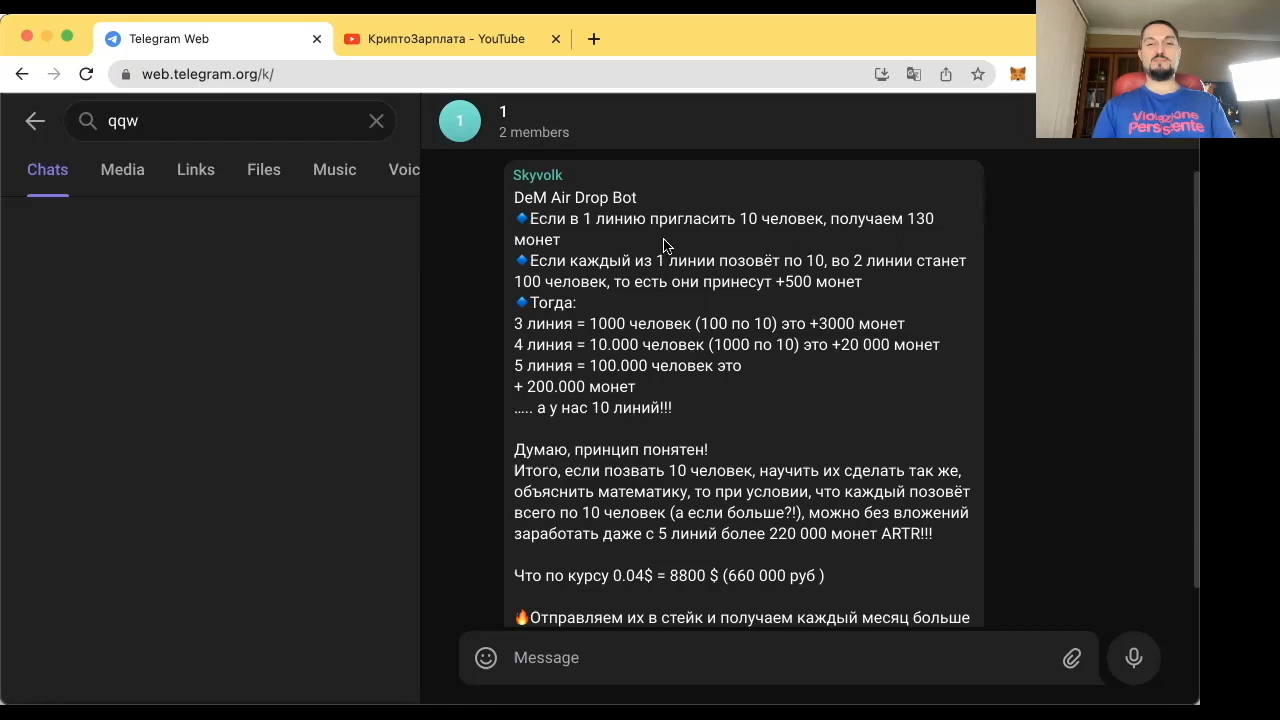 Telegram Web
КриптоЗарплата - YouTube
web.telegram.org/k/
Violazione
Persistente
qqw
1
1
2 members
Chats
Media
Links
Files
Music
Voic
Skyvolk
DeM Air Drop Bot
🔹Если в 1 линию пригласить 10 человек, получаем 130
монет
🔹Если каждый из 1 линии позовёт по 10, во 2 линии станет
100 человек, то есть они принесут +500 монет
🔹Тогда:
3 линия = 1000 человек (100 по 10) это +3000 монет
4 линия = 10.000 человек (1000 по 10) это +20 000 монет
5 линия = 100.000 человек это
+ 200.000 монет
….. а у нас 10 линий!!!
Думаю, принцип понятен!
Итого, если позвать 10 человек, научить их сделать так же,
объяснить математику, то при условии, что каждый позовёт
всего по 10 человек (а если больше?!), можно без вложений
заработать даже с 5 линий более 220 000 монет ARTR!!!
Что по курсу 0.04$ = 8800 $ (660 000 руб )
🔥Отправляем их в стейк и получаем каждый месяц больше
Message